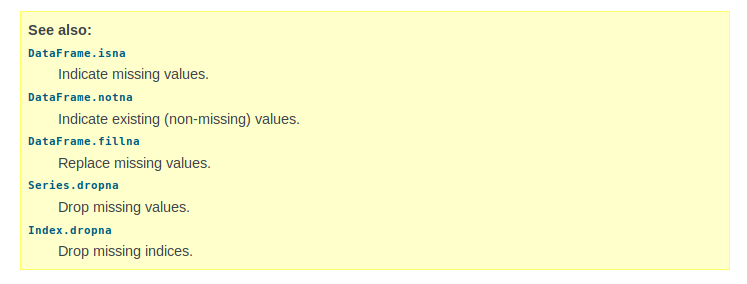 See also:
DataFrame.isna
Indicate missing values.
DataFrame.notna
Indicate existing (non-missing) values.
DataFrame.fillna
Replace missing values.
Series.dropna
Drop missing values.
Index.dropna
Drop missing indices.